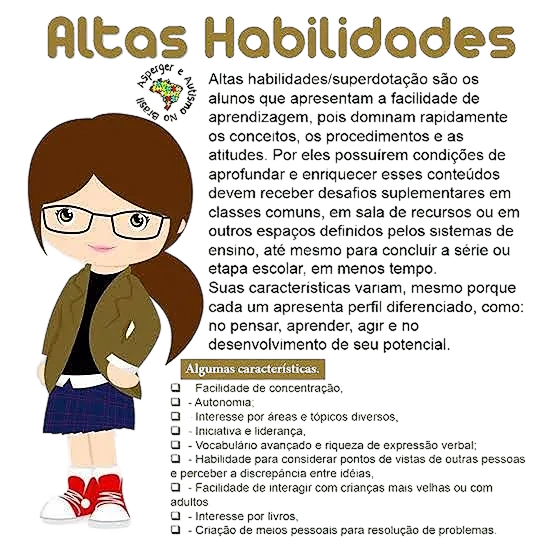 Altas Habilidades
Asperger e Autismo No Brasil
Altas habilidades/superdotação são os
alunos que apresentam a facilidade de
aprendizagem, pois dominam rapidamente
os conceitos, os procedimentos e as
atitudes. Por eles possuírem condições de
aprofundar e enriquecer esses conteúdos
devem receber desafios suplementares em
classes comuns, em sala de recursos ou em
outros espaços definidos pelos sistemas de
ensino, até mesmo para concluir a série ou
etapa escolar, em menos tempo.
Suas características variam, mesmo porque
cada um apresenta perfil diferenciado, como:
no pensar, aprender, agir e no
desenvolvimento de seu potencial.
Algumas características.
❑ - Facilidade de concentração,
❑ - Autonomia;
❑ - Interesse por áreas e tópicos diversos,
❑ - Iniciativa e liderança,
❑ - Vocabulário avançado e riqueza de expressão verbal;
❑ - Habilidade para considerar pontos de vistas de outras pessoas
e perceber a discrepância entre idéias,
❑ - Facilidade de interagir com crianças mais velhas ou com
adultos
❑ - Interesse por livros,
❑ - Criação de meios pessoais para resolução de problemas.